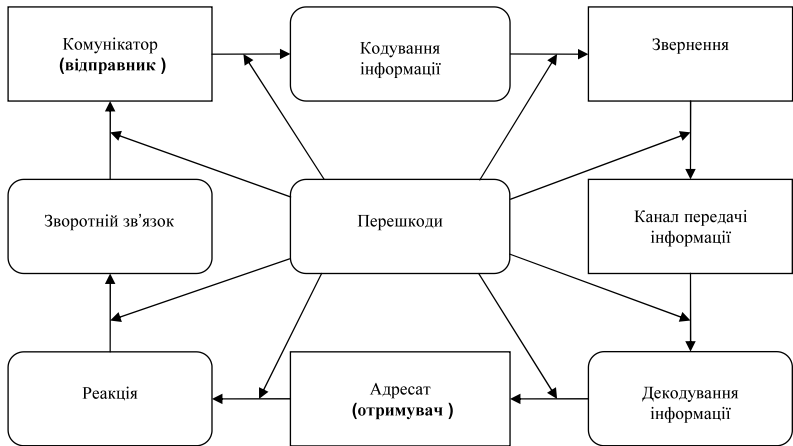 Комунікатор
(відправник )
Кодування
інформації
Звернення
Зворотній зв'язок
Перешкоди
Канал передачі
інформації
Реакція
Адресат
(отримувач )
Декодування
інформації